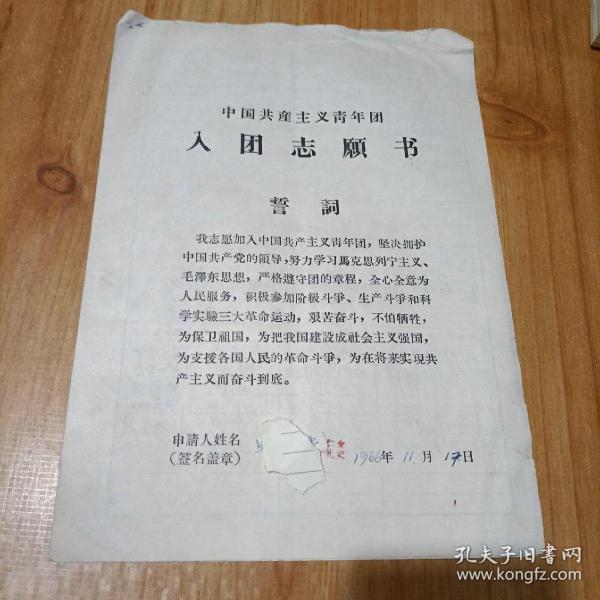 中国共産主义青年团
入团志願书
誓詞
我志愿加入中国共产主义青年团，坚决拥护
中国共产党的領导，努力学习馬克思列宁主义、
毛澤东思想，严格遵守团的章程，全心全意为
人民服务，积极参加阶級斗爭、生产斗爭和科
学实驗三大革命运动，艰苦奋斗，不怕牺牲，
为保卫祖国，为把我国建設成社会主义强国，
为支援各国人民的革命斗爭，为在将来实现共
产主义而奋斗到底。
申請人姓名
（签名盖章）
1966年 11 月 17日
孔夫子旧书网
www.kongfz.com